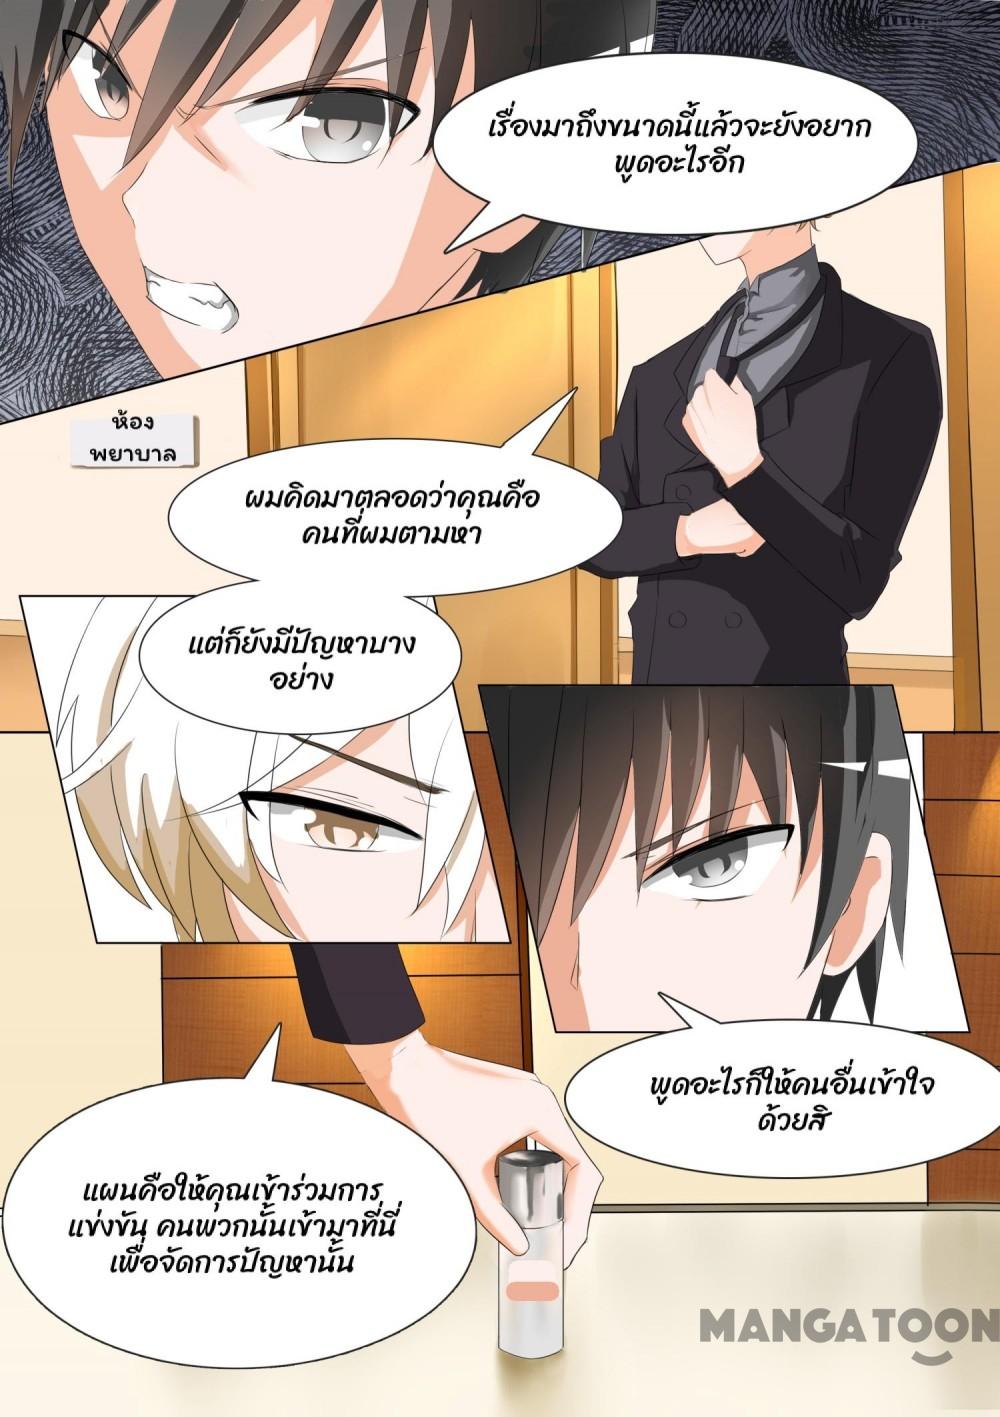 เรื่องมาถึงขนาดนี้แล้วจะยังอยาก
พูดอะไรอีก
ห้อง
พยาบาล
ผมคิดมาตลอดว่าคุณคือ
คนที่ผมตามหา
แต่ก็ยังมีปัญหาบาง
อย่าง
พูดอะไรก็ให้คนอื่นเข้าใจ
ด้วยสิ
แผนคือให้คุณเข้าร่วมการ
แข่งขัน คนพวกนั้นเข้ามาที่นี่
เพื่อจัดการปัญหานั้น
MANGA TOON